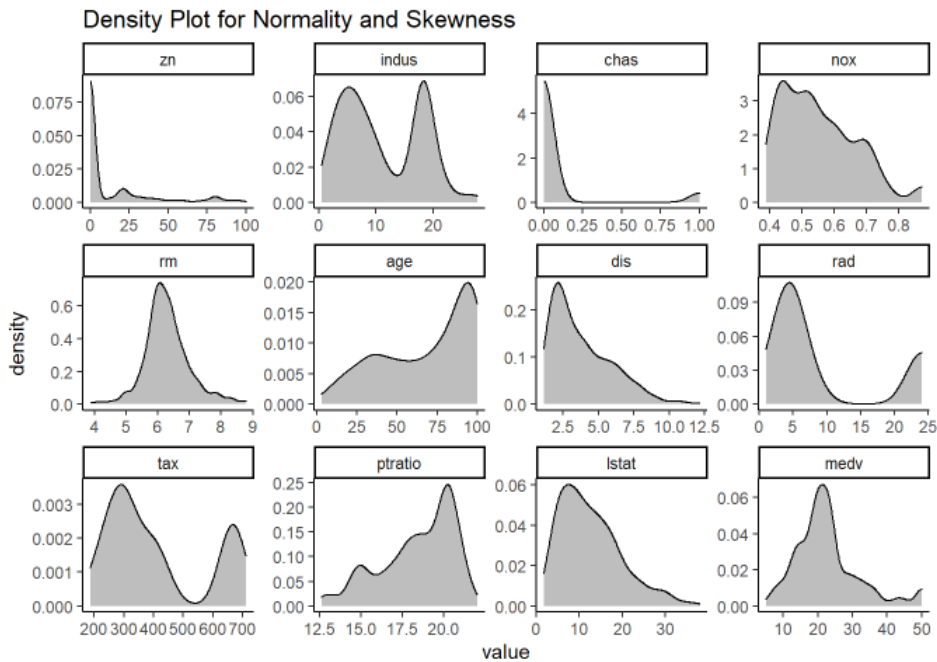 Density Plot for Normality and Skewness
zn indus chas nox
0.075 0.06 4 3
0.050 0.04 2 2
0.025 0.02 2 1
0.000 0.00 0 0
0 25 50 75 100 0 10 20 0.00 0.25 0.50 0.75 1.00 0.4 0.5 0.6 0.7 0.8
rm age dis rad
0.6 0.020 0.2 0.09
0.4 0.015 0.1 0.06
0.2 0.010 0.0 0.03
0.0 0.005 0.00
0.000
4 5 6 7 8 9 0 25 50 75 100 2.5 5.0 7.5 10.0 12.5 0 5 10 15 20 25
density
tax ptratio lstat medv
0.003 0.25 0.06 0.06
0.002 0.20 0.04 0.04
0.001 0.15 0.02 0.02
0.000 0.10 0.00 0.00
0.05
0.00
200 300 400 500 600 700 12.5 15.0 17.5 20.0 0 10 20 30 10 20 30 40 50
value